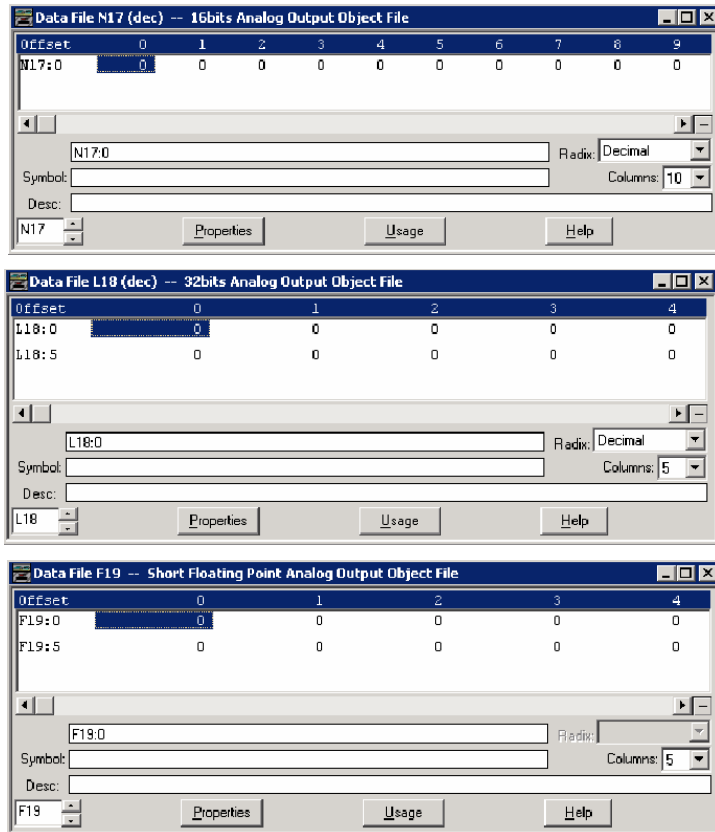 Data File N17 (dec) -- 16bits Analog Output Object File
Offset 0 1 2 3 4 5 6 7 8 9
N17:0 0 0 0 0 0 0 0 0 0 0
N17:0 Radix: Decimal
Symbol: Columns: 10
Desc:
N17 Properties Usage Help
Data File L18 (dec) -- 32bits Analog Output Object File
Offset 0 1 2 3 4
L18:0 0 0 0 0 0
L18:5 0 0 0 0 0
L18:0 Radix: Decimal
Symbol: Columns: 5
Desc:
L18 Properties Usage Help
Data File F19 -- Short Floating Point Analog Output Object File
Offset 0 1 2 3 4
F19:0 0 0 0 0 0
F19:5 0 0 0 0 0
F19:0 Radix:
Symbol: Columns: 5
Desc:
F19 Properties Usage Help